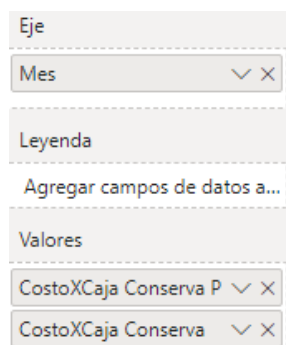 Eje
Mes
Leyenda
Agregar campos de datos a...
Valores
CostoXCaja Conserva P
CostoXCaja Conserva